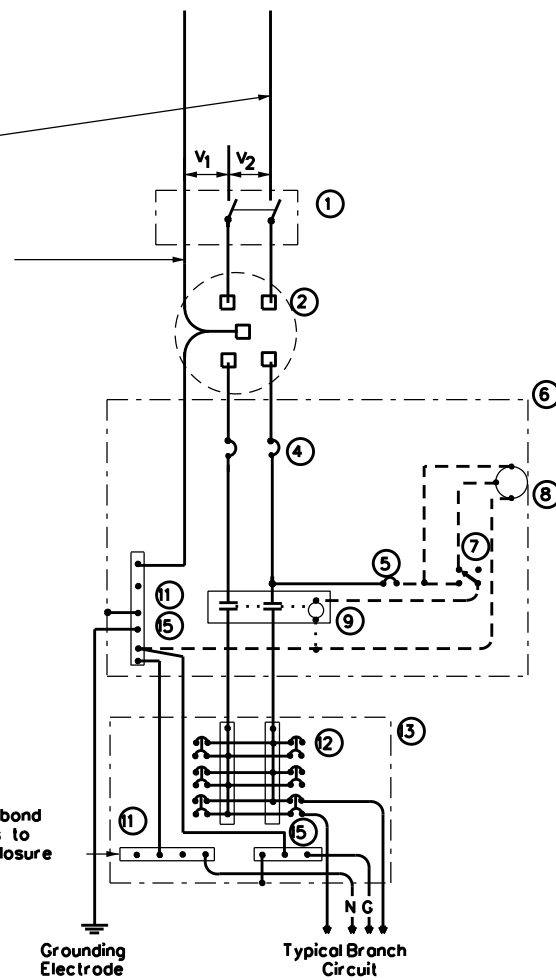 V1 V2
1
2
6
4
8
7
5
11
9
15
12
13
bond
s to
losure
11
15
N G
Grounding
Electrode
Typical Branch
Circuit